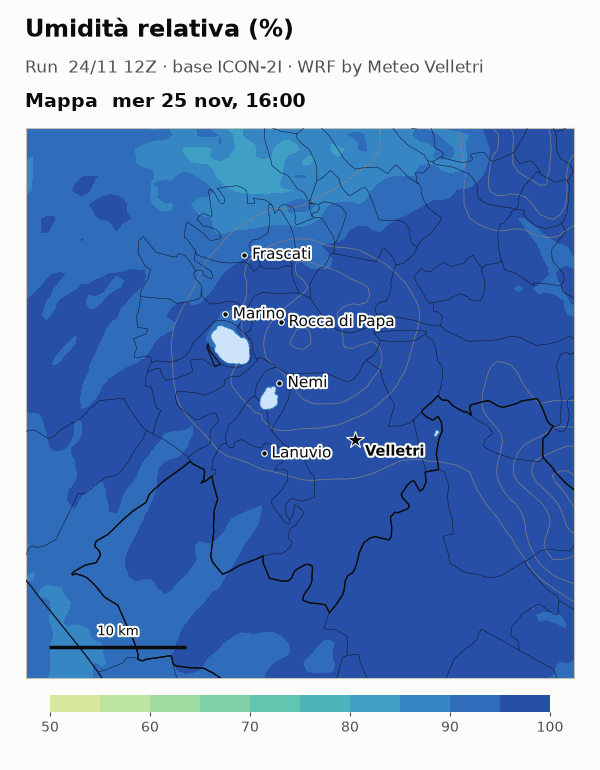 Umidità relativa (%)
Run  24/11 12Z · base ICON-2I · WRF by Meteo Velletri
Mappa  mer 25 nov, 16:00
Frascati
Marino
Rocca di Papa
Nemi
Velletri
Lanuvio
10 km
50 60 70 80 90 100